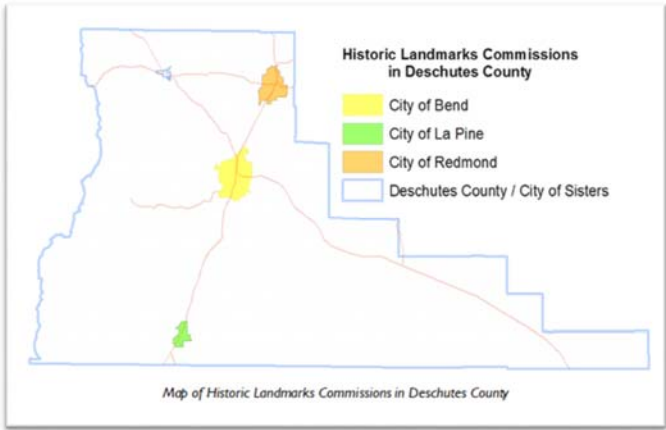 Historic Landmarks Commissions
in Deschutes County
City of Bend
City of La Pine
City of Redmond
Deschutes County / City of Sisters
Map of Historic Landmarks Commissions in Deschutes County